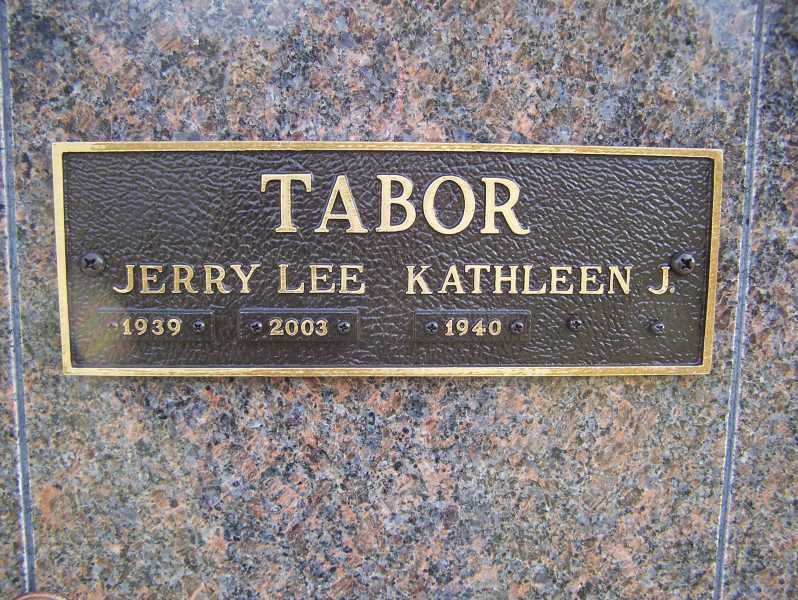 TABOR
JERRY LEE KATHLEEN J.
1939 2003 1940